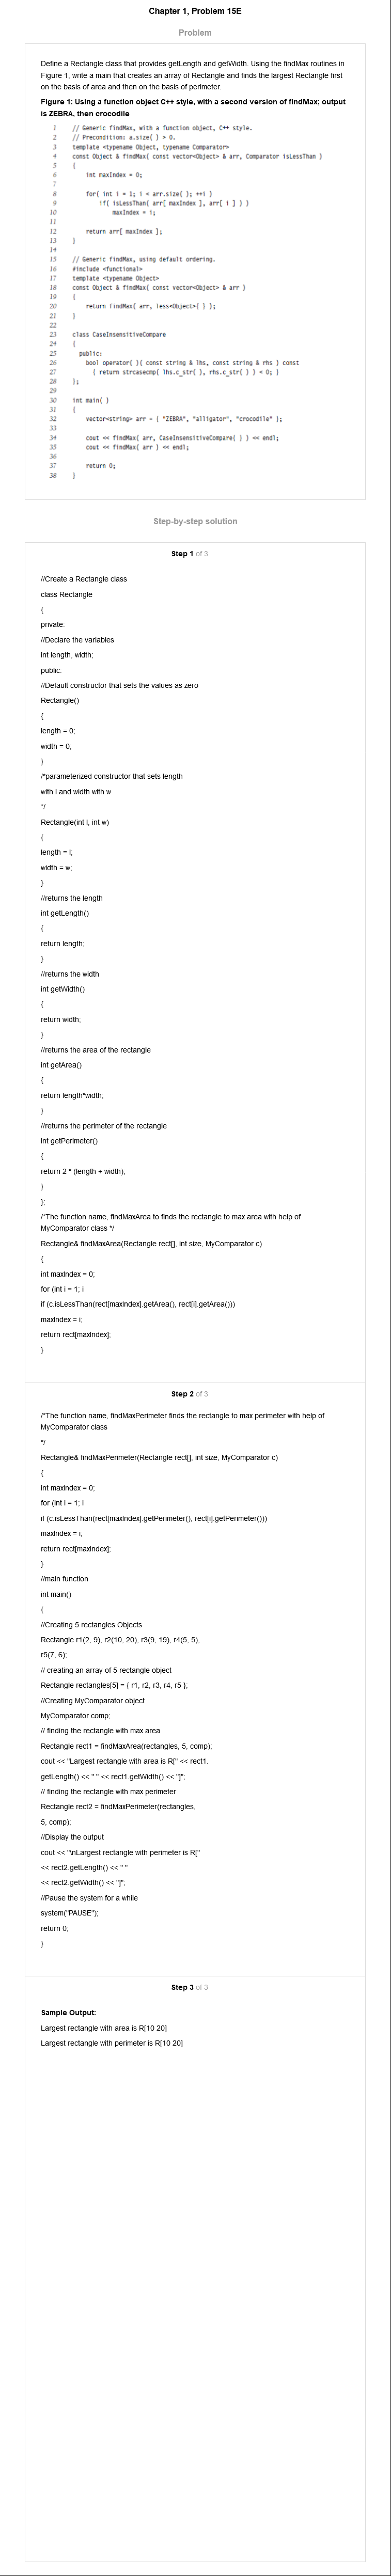 Chapter 1, Problem 15E
Problem
Define a Rectangle class that provides getLength and getWidth. Using the findMax routines in
Figure 1, write a main that creates an array of Rectangle and finds the largest Rectangle first
on the basis of area and then on the basis of perimeter.
Figure 1: Using a function object C++ style, with a second version of findMax; output
is ZEBRA, then crocodile
1 // Generic findMax, with a function object, C++ style.
2 // Precondition: a.size( ) > 0.
3 template <typename Object, typename Comparator>
4 const Object & findMax( const vector<Object> & arr, Comparator isLessThan )
5 {
6 int maxIndex = 0;
7
8 for( int i = 1; i < arr.size( ); ++i )
9 if( isLessThan( arr[ maxIndex ], arr[ i ] ) )
10 maxIndex = i;
11
12 return arr[ maxIndex ];
13 }
14
15 // Generic findMax, using default ordering.
16 #include <functional>
17 template <typename Object>
18 const Object & findMax( const vector<Object> & arr )
19 {
20 return findMax( arr, less<Object>{ } );
21 }
22
23 class CaseInsensitiveCompare
24 {
25 public:
26 bool operator( )( const string & lhs, const string & rhs ) const
27 { return strcasecmp( lhs.c_str( ), rhs.c_str( ) ) < 0; }
28 };
29
30 int main( )
31 {
32 vector<string> arr = { "ZEBRA", "alligator", "crocodile" };
33
34 cout << findMax( arr, CaseInsensitiveCompare{ } ) << endl;
35 cout << findMax( arr ) << endl;
36
37 return 0;
38 }
Step-by-step solution
Step 1 of 3
//Create a Rectangle class
class Rectangle
{
private:
//Declare the variables
int length, width;
public:
//Default constructor that sets the values as zero
Rectangle()
{
length = 0;
width = 0;
}
/*parameterized constructor that sets length
with l and width with w
*/
Rectangle(int l, int w)
{
length = l;
width = w;
}
//returns the length
int getLength()
{
return length;
}
//returns the width
int getWidth()
{
return width;
}
//returns the area of the rectangle
int getArea()
{
return length*width;
}
//returns the perimeter of the rectangle
int getPerimeter()
{
return 2 * (length + width);
}
};
/*The function name, findMaxArea to finds the rectangle to max area with help of
MyComparator class */
Rectangle& findMaxArea(Rectangle rect[], int size, MyComparator c)
{
int maxIndex = 0;
for (int i = 1; i
if (c.isLessThan(rect[maxIndex].getArea(), rect[i].getArea()))
maxIndex = i;
return rect[maxIndex];
}
Step 2 of 3
/*The function name, findMaxPerimeter finds the rectangle to max perimeter with help of
MyComparator class
*/
Rectangle& findMaxPerimeter(Rectangle rect[], int size, MyComparator c)
{
int maxIndex = 0;
for (int i = 1; i
if (c.isLessThan(rect[maxIndex].getPerimeter(), rect[i].getPerimeter()))
maxIndex = i;
return rect[maxIndex];
}
//main function
int main()
{
//Creating 5 rectangles Objects
Rectangle r1(2, 9), r2(10, 20), r3(9, 19), r4(5, 5),
r5(7, 6);
// creating an array of 5 rectangle object
Rectangle rectangles[5] = { r1, r2, r3, r4, r5 };
//Creating MyComparator object
MyComparator comp;
// finding the rectangle with max area
Rectangle rect1 = findMaxArea(rectangles, 5, comp);
cout << "Largest rectangle with area is R[" << rect1.
getLength() << " " << rect1.getWidth() << "]";
// finding the rectangle with max perimeter
Rectangle rect2 = findMaxPerimeter(rectangles,
5, comp);
//Display the output
cout << "\nLargest rectangle with perimeter is R["
<< rect2.getLength() << " "
<< rect2.getWidth() << "]";
//Pause the system for a while
system("PAUSE");
return 0;
}
Step 3 of 3
Sample Output:
Largest rectangle with area is R[10 20]
Largest rectangle with perimeter is R[10 20]